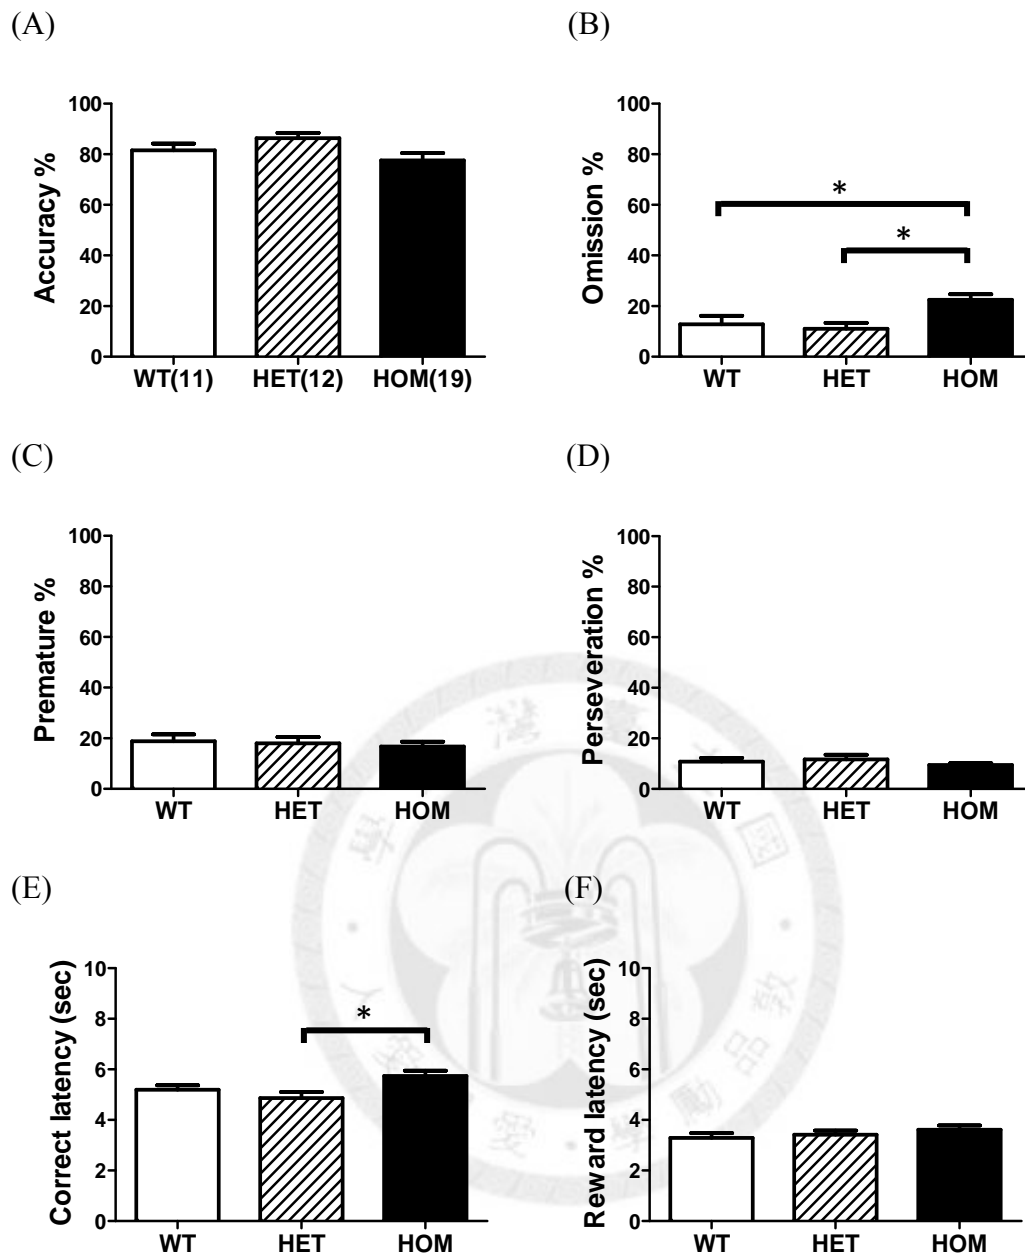 (A)
(B)
Accuracy %
100
80
60
40
20
0
WT(11) HET(12) HOM(19)
Omission %
100
80
60
40
20
0
*
*
WT HET HOM
(C)
(D)
Premature %
100
80
60
40
20
0
WT HET HOM
Perseveration %
100
80
60
40
20
0
WT HET HOM
(E)
(F)
Correct latency (sec)
10
8
6
4
2
0
*
WT HET HOM
Reward latency (sec)
10
8
6
4
2
0
WT HET HOM